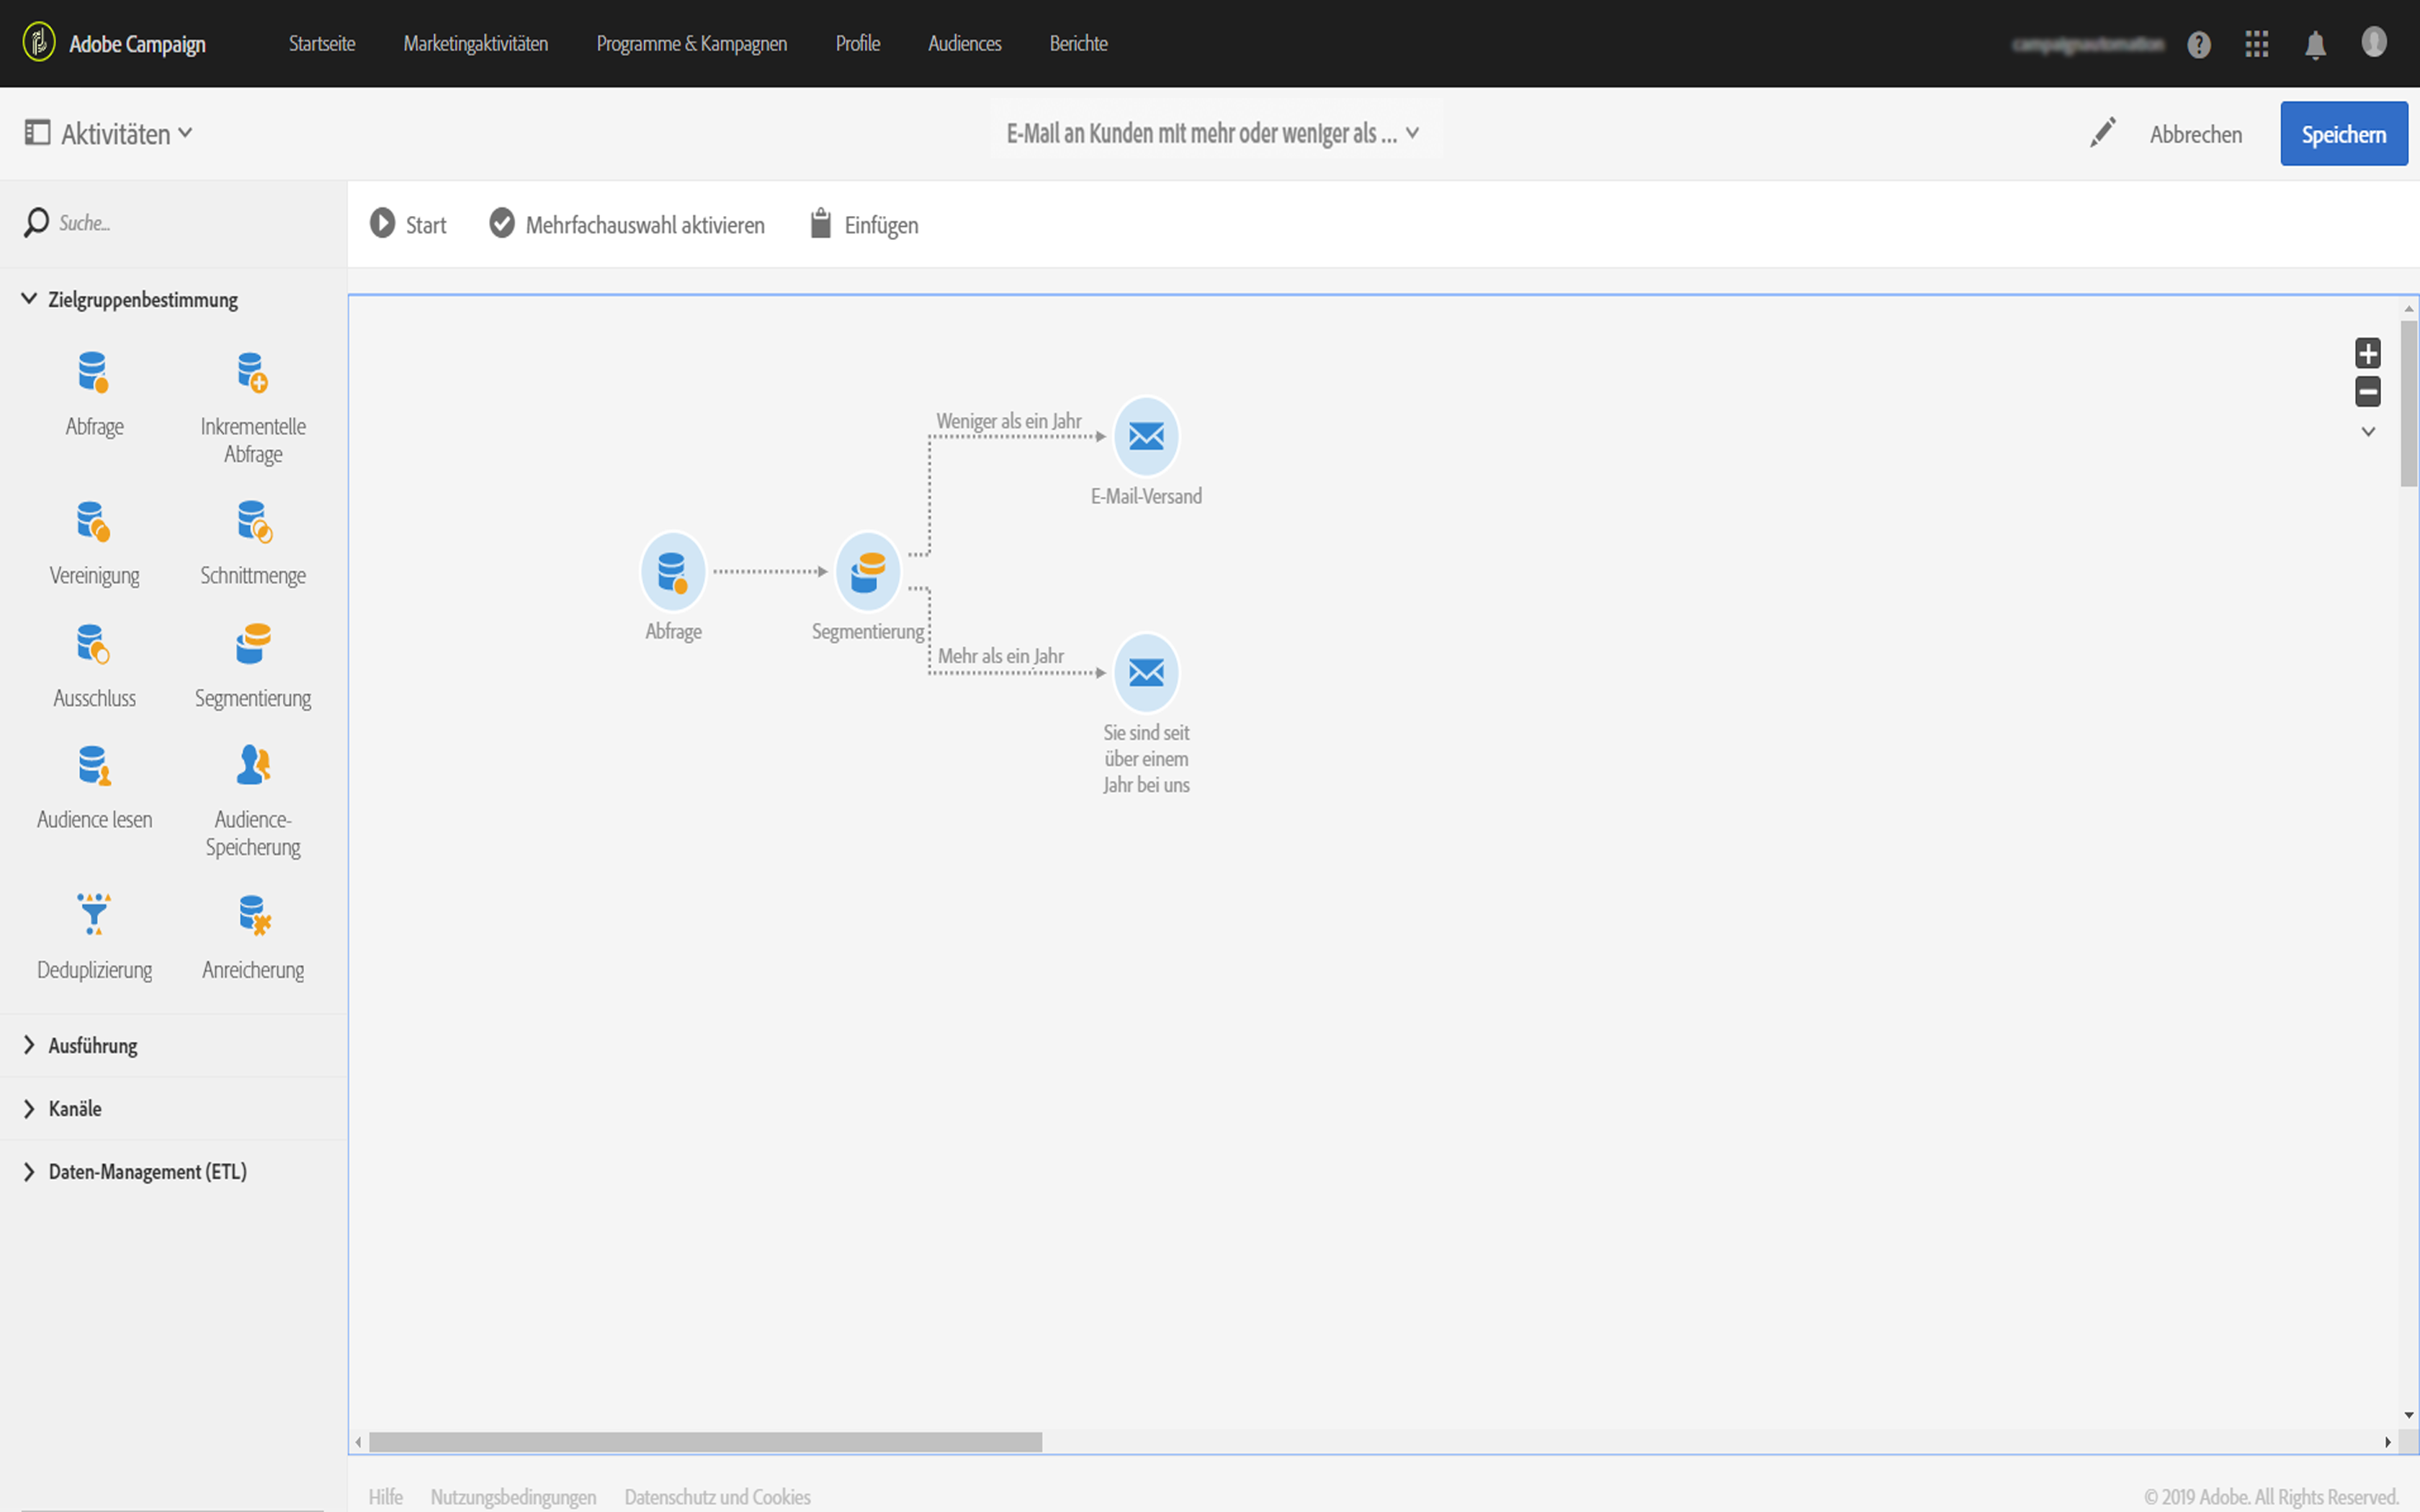 Adobe Campaign
Startseite
Marketingaktivitäten
Programme & Kampagnen
Profile
Audiences
Berichte
Aktivitäten
E-Mail an Kunden mit mehr oder weniger als ...
Abbrechen
Speichern
Suche...
Start
Mehrfachauswahl aktivieren
Einfügen
Zielgruppenbestimmung
Abfrage
Inkrementelle
Abfrage
Vereinigung
Schnittmenge
Ausschluss
Segmentierung
Audience lesen
Audience-
Speicherung
Deduplizierung
Anreicherung
Ausführung
Kanäle
Daten-Management (ETL)
Weniger als ein Jahr
E-Mail-Versand
Abfrage
Segmentierung
Mehr als ein Jahr
Sie sind seit
über einem
Jahr bei uns
Hilfe
Nutzungsbedingungen
Datenschutz und Cookies
© 2019 Adobe. All Rights Reserved.